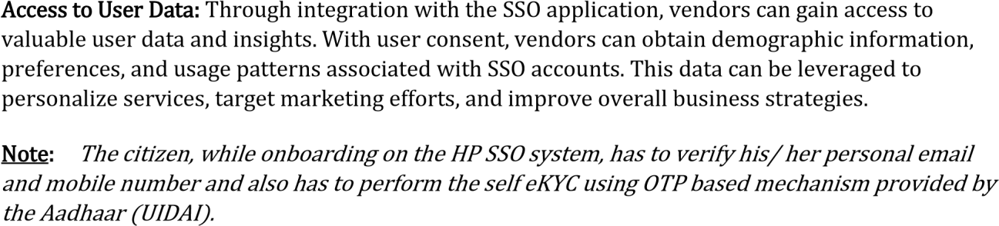 Access to User Data: Through integration with the SSO application, vendors can gain access to
valuable user data and insights. With user consent, vendors can obtain demographic information,
preferences, and usage patterns associated with SSO accounts. This data can be leveraged to
personalize services, target marketing efforts, and improve overall business strategies.
Note: The citizen, while onboarding on the HP SSO system, has to verify his/ her personal email
and mobile number and also has to perform the self eKYC using OTP based mechanism provided by
the Aadhaar (UIDAI).